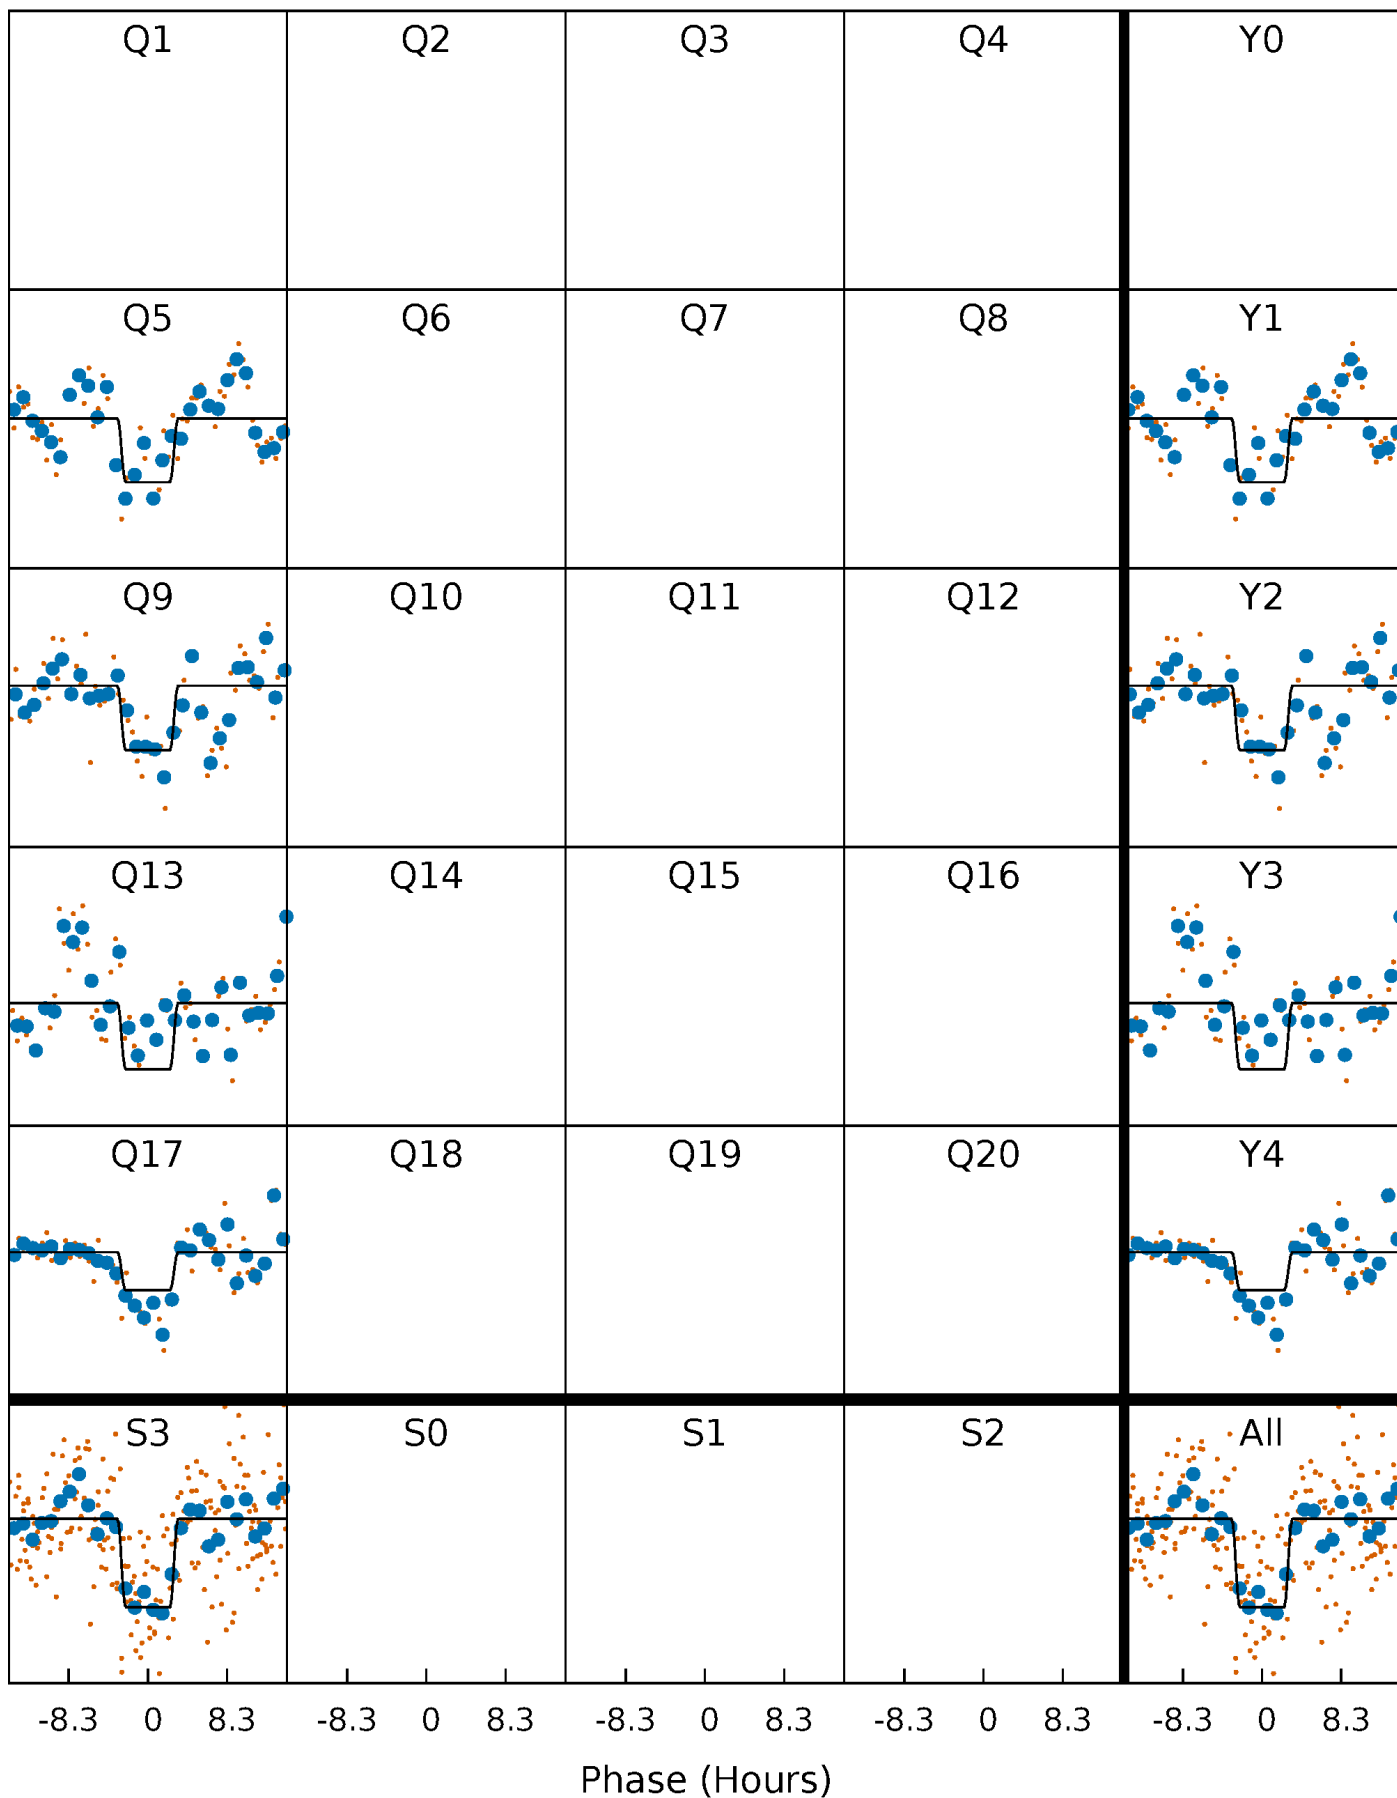 Q1 Q2 Q3 Q4 Y0
Q5 Q6 Q7 Q8 Y1
Q9 Q10 Q11 Q12 Y2
Q13 Q14 Q15 Q16 Y3
Q17 Q18 Q19 Q20 Y4
S3 S0 S1 S2 All
-8.3 0 8.3 -8.3 0 8.3 -8.3 0 8.3 -8.3 0 8.3 -8.3 0 8.3
Phase (Hours)